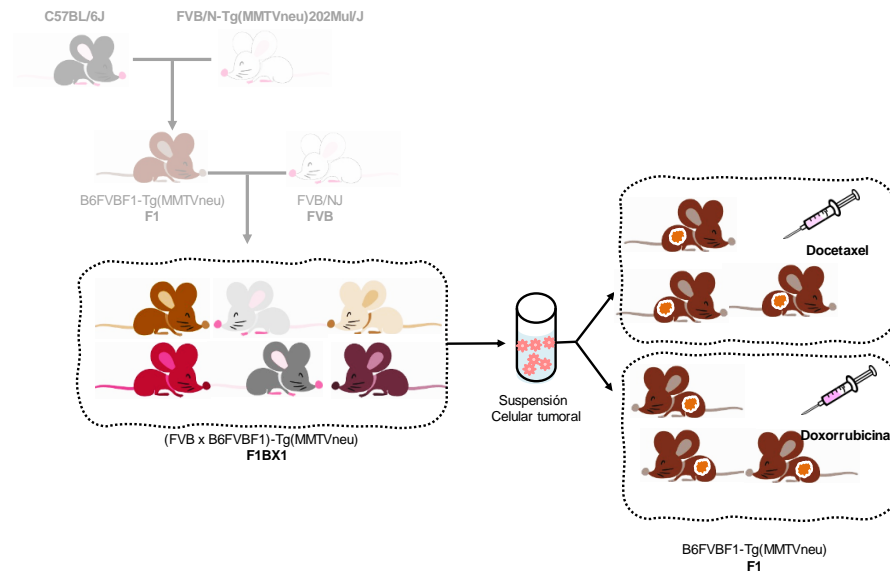 C57BL/6J
FVB/N-Tg(MMTVneu)202Mul/J
B6FVBF1-Tg(MMTVneu)
F1
FVB/NJ
FVB
(FVB x B6FVBF1)-Tg(MMTVneu)
F1BX1
Suspensión
Celular tumoral
Docetaxel
Doxorrubicina
B6FVBF1-Tg(MMTVneu)
F1